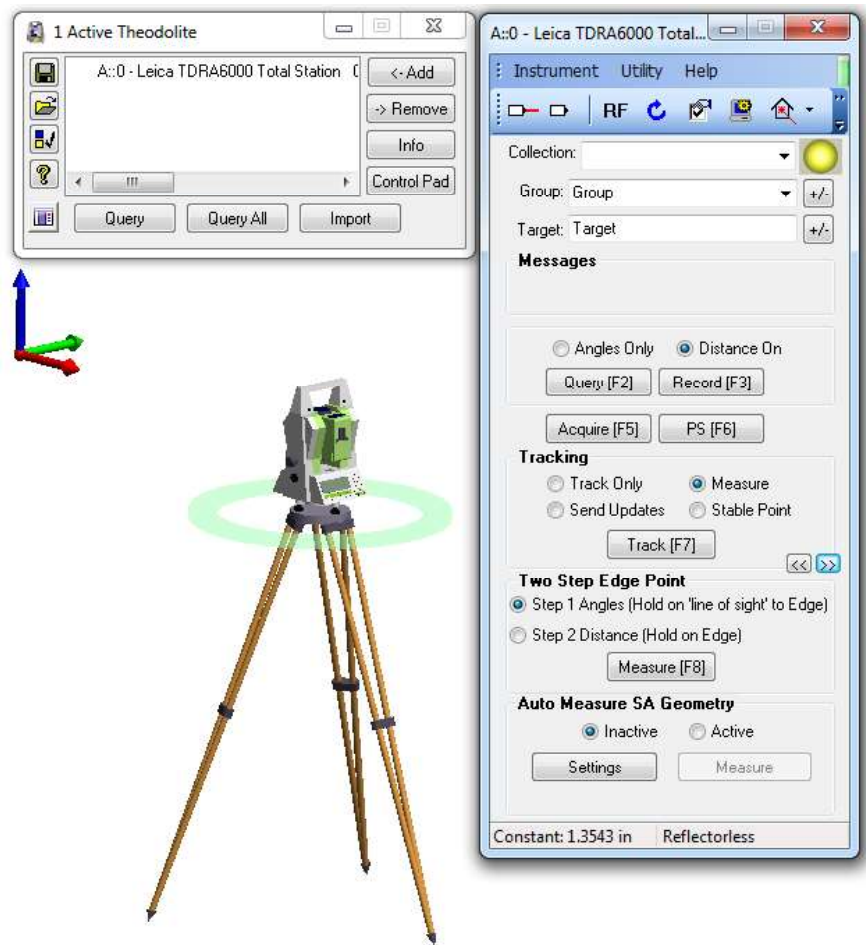 1 Active Theodolite
A::0 - Leica TDRA6000 Total Station
<- Add
-> Remove
Info
Control Pad
Query
Query All
Import
A::0 - Leica TDRA6000 Total...
Instrument Utility Help
RF
Collection:
Group: Group +/-
Target: Target +/-
Messages
Angles Only Distance On
Query [F2] Record [F3]
Acquire [F5] PS [F6]
Tracking
Track Only Measure
Send Updates Stable Point
Track [F7]
<< >>
Two Step Edge Point
Step 1 Angles (Hold on 'line of sight' to Edge)
Step 2 Distance (Hold on Edge)
Measure [F8]
Auto Measure SA Geometry
Inactive Active
Settings Measure
Constant: 1.3543 in Reflectorless